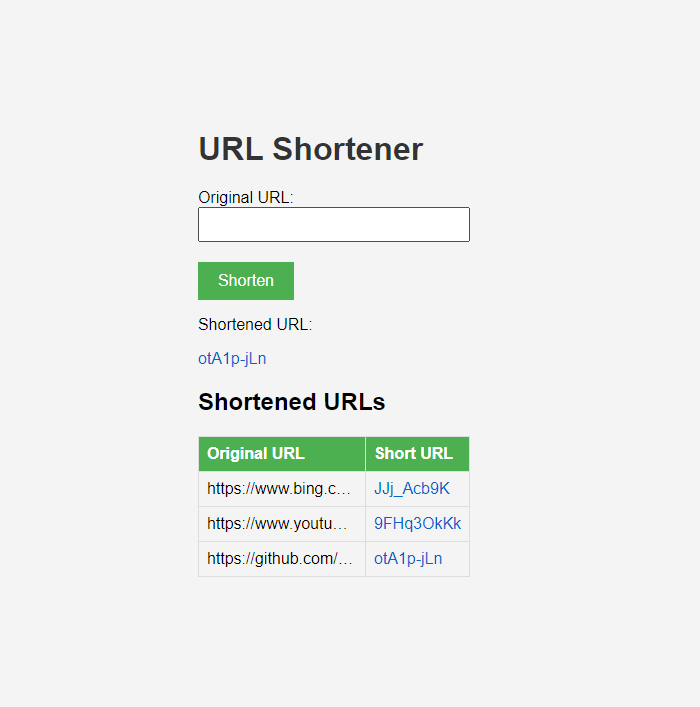 URL Shortener
Original URL:
Shorten
Shortened URL:
otA1p-jLn
Shortened URLs
Original URL Short URL
https://www.bing.c... JJj_Acb9K
https://www.youtu... 9FHq3OkKk
https://github.com/... otA1p-jLn